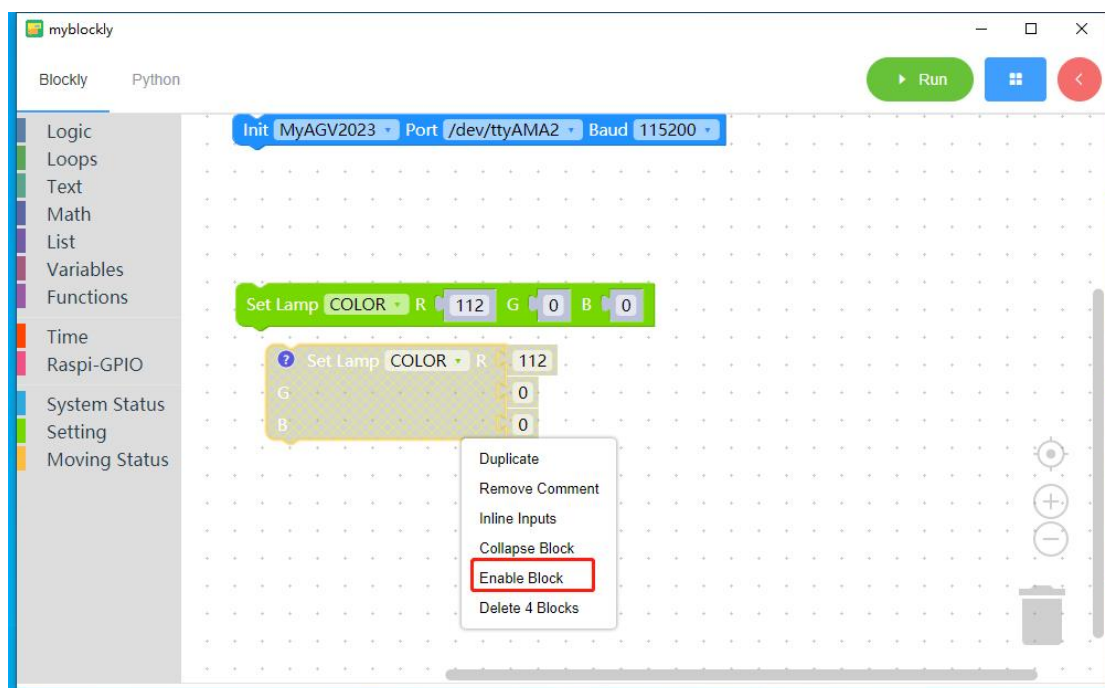 myblockly
Blockly Python Run
Logic
Loops
Text
Math
List
Variables
Functions
Time
Raspi-GPIO
System Status
Setting
Moving Status
Init MyAGV2023 Port /dev/ttyAMA2 Baud 115200
Set Lamp COLOR R 112 G 0 B 0
? Set Lamp COLOR R 112
G 0
B 0
Duplicate
Remove Comment
Inline Inputs
Collapse Block
Enable Block
Delete 4 Blocks